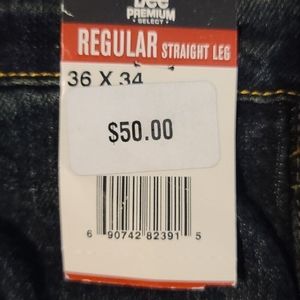 Lee
PREMIUM
SELECT
REGULAR STRAIGHT LEG
36 X 34
$50.00
6 90742 82391 5